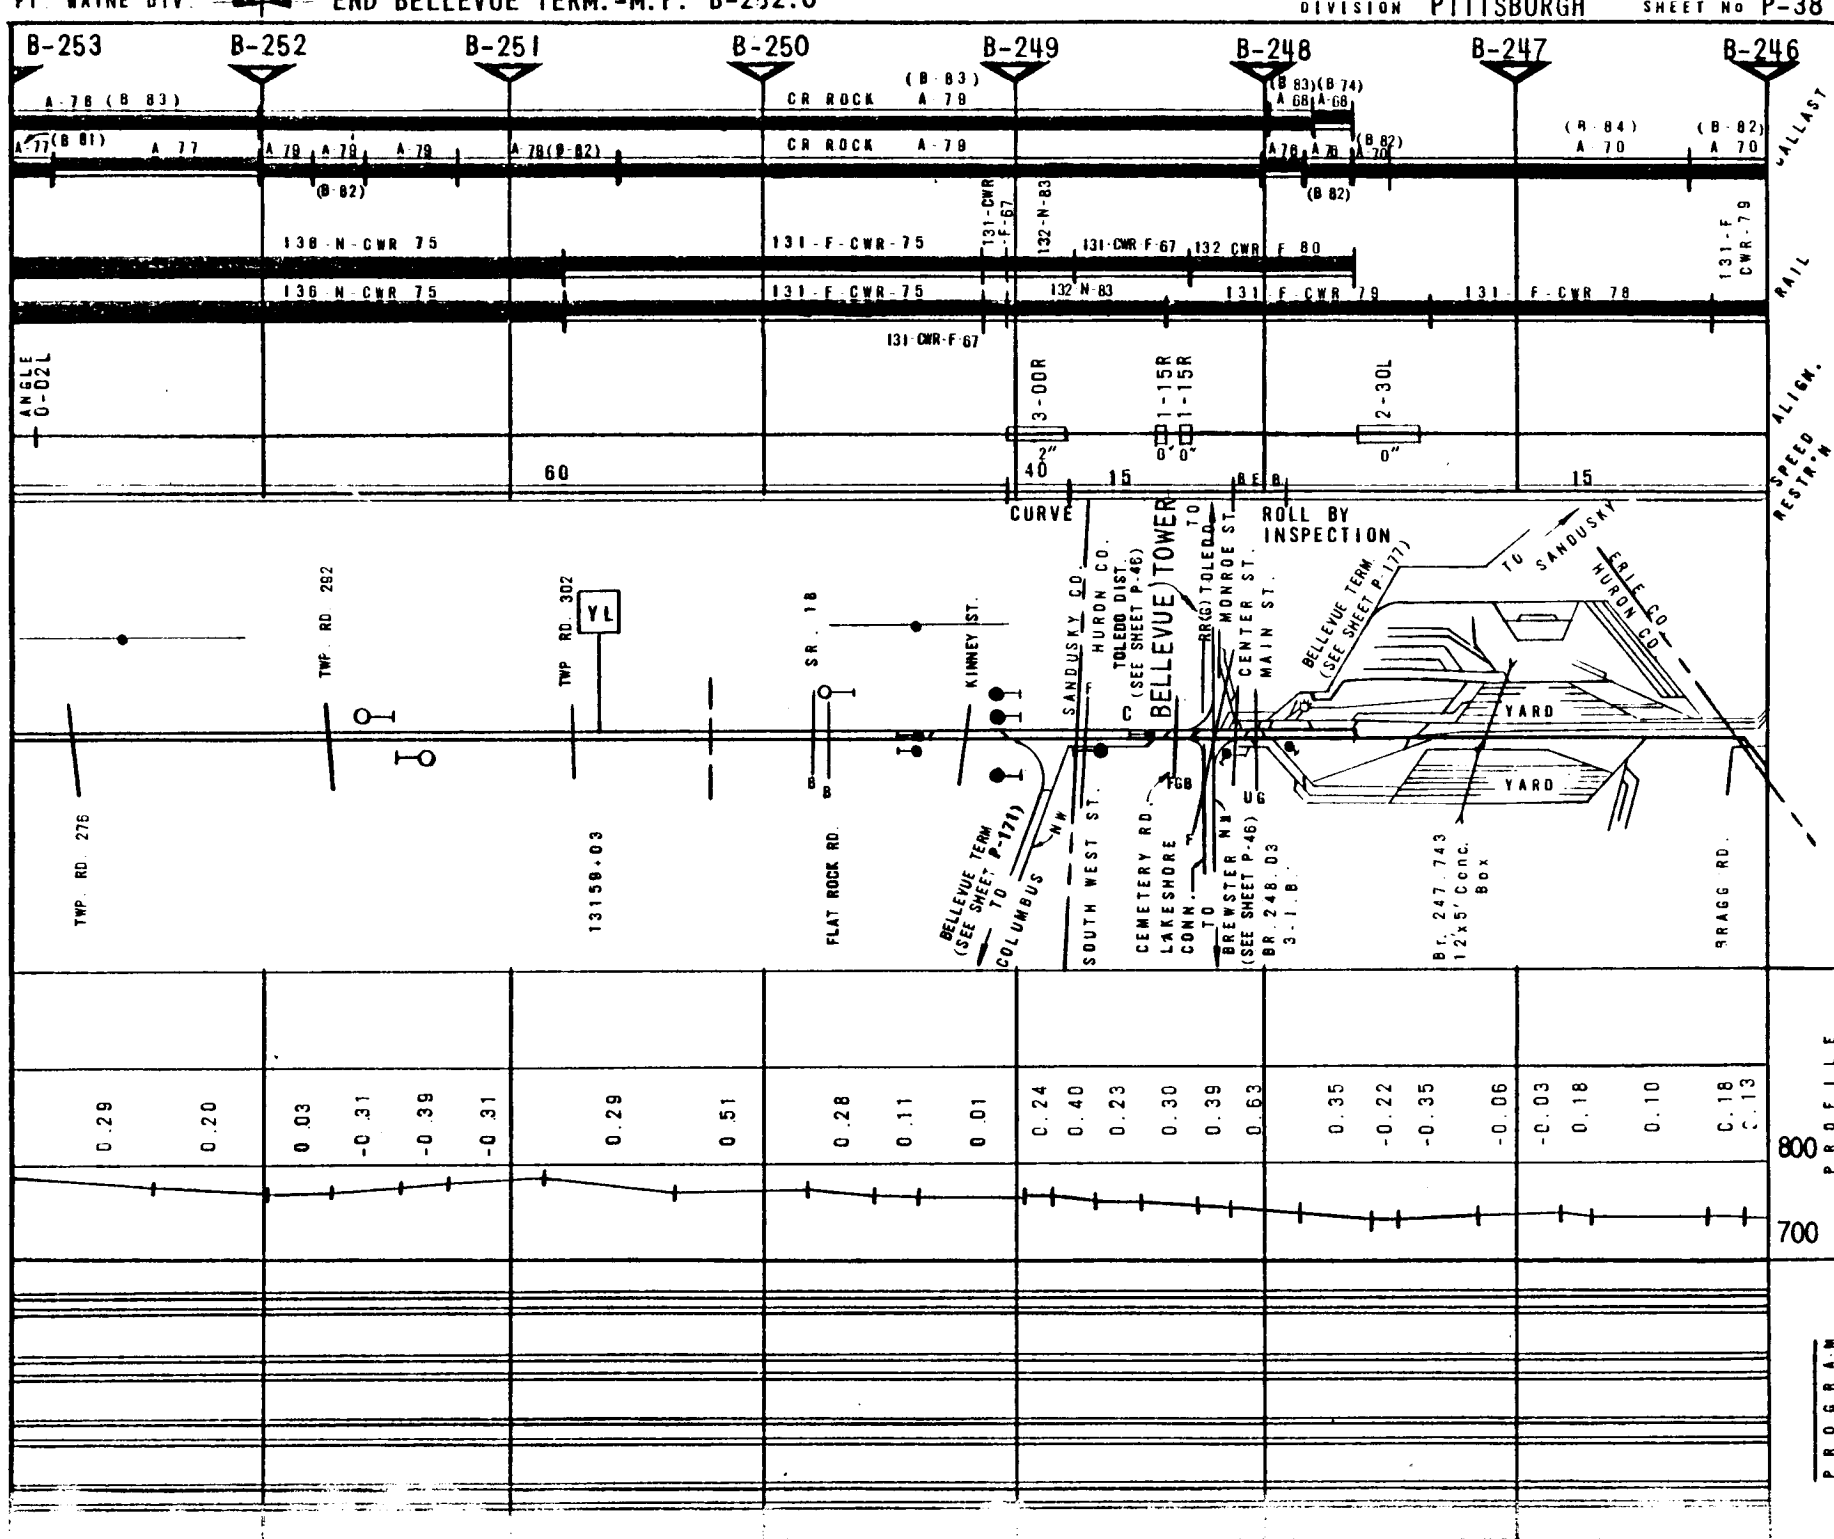 FT. WAYNE DIV.
END BELLEVUE TERM.-M.P. B-252.0
DIVISION PITTSBURGH
SHEET No P-38
B-253
B-252
B-251
B-250
B-249
B-248
B-247
B-246
A-78 (B 83)
CR ROCK
(B-83)
A-79
(B 83)(B 74)
A 68 A-68
BALLAST
A-77
(B 81)
A 77
A 79
A-79
(B-82)
A-79
A-78(B-82)
CR ROCK
A-79
A 76
A 78
(B 82)
(B 82)
A-70
(B-84)
A 70
(B-82)
A 70
136 N-CWR 75
131-F-CWR-75
131-CWR
-F-67
132-N-83
131-CWR-F-67
132 CWR F 80
131-F
CWR-79
RAIL
136 N-CWR 75
131-F-CWR-75
131-CWR-F-67
132 N-83
131-F-CWR 79
131-F-CWR 78
ANGLE
0-02L
3-00R
2"
1-15R
0"
1-15R
0"
2-30L
0"
ALIGN.
60
40
15
B E B
15
SPEED
RESTR'N
CURVE
ROLL BY
INSPECTION
TWP. RD. 276
TWP. RD. 292
TWP. RD. 302
YL
13159+03
SR. 18
B
B
FLAT ROCK RD.
KINNEY ST.
BELLEVUE TERM
(SEE SHEET P-171)
TO
COLUMBUS
NW
SANDUSKY CO.
HURON CO.
SOUTH WEST ST.
TOLEDO DIST.
(SEE SHEET P-46)
C
BELLEVUE TOWER
CEMETERY RD.
FGB
LAKESHORE
CONN.
TO
RR(G) TOLEDO
TO
BREWSTER
(SEE SHEET P-46)
MONROE ST.
CENTER ST.
MAIN ST.
UG
BR. 248.03
3-I.B.
BELLEVUE TERM.
(SEE SHEET P-177)
TO SANDUSKY
ERIE CO
HURON CO
YARD
YARD
Br. 247.743
12'x5' Conc.
Box
BRAGG RD.
0.29
0.20
0.03
-0.31
-0.39
-0.31
0.29
0.51
0.28
0.11
0.01
0.24
0.40
0.23
0.30
0.39
0.63
0.35
-0.22
-0.35
-0.06
-0.03
0.18
0.10
0.18
0.13
800
700
PROFILE
PROGRAM